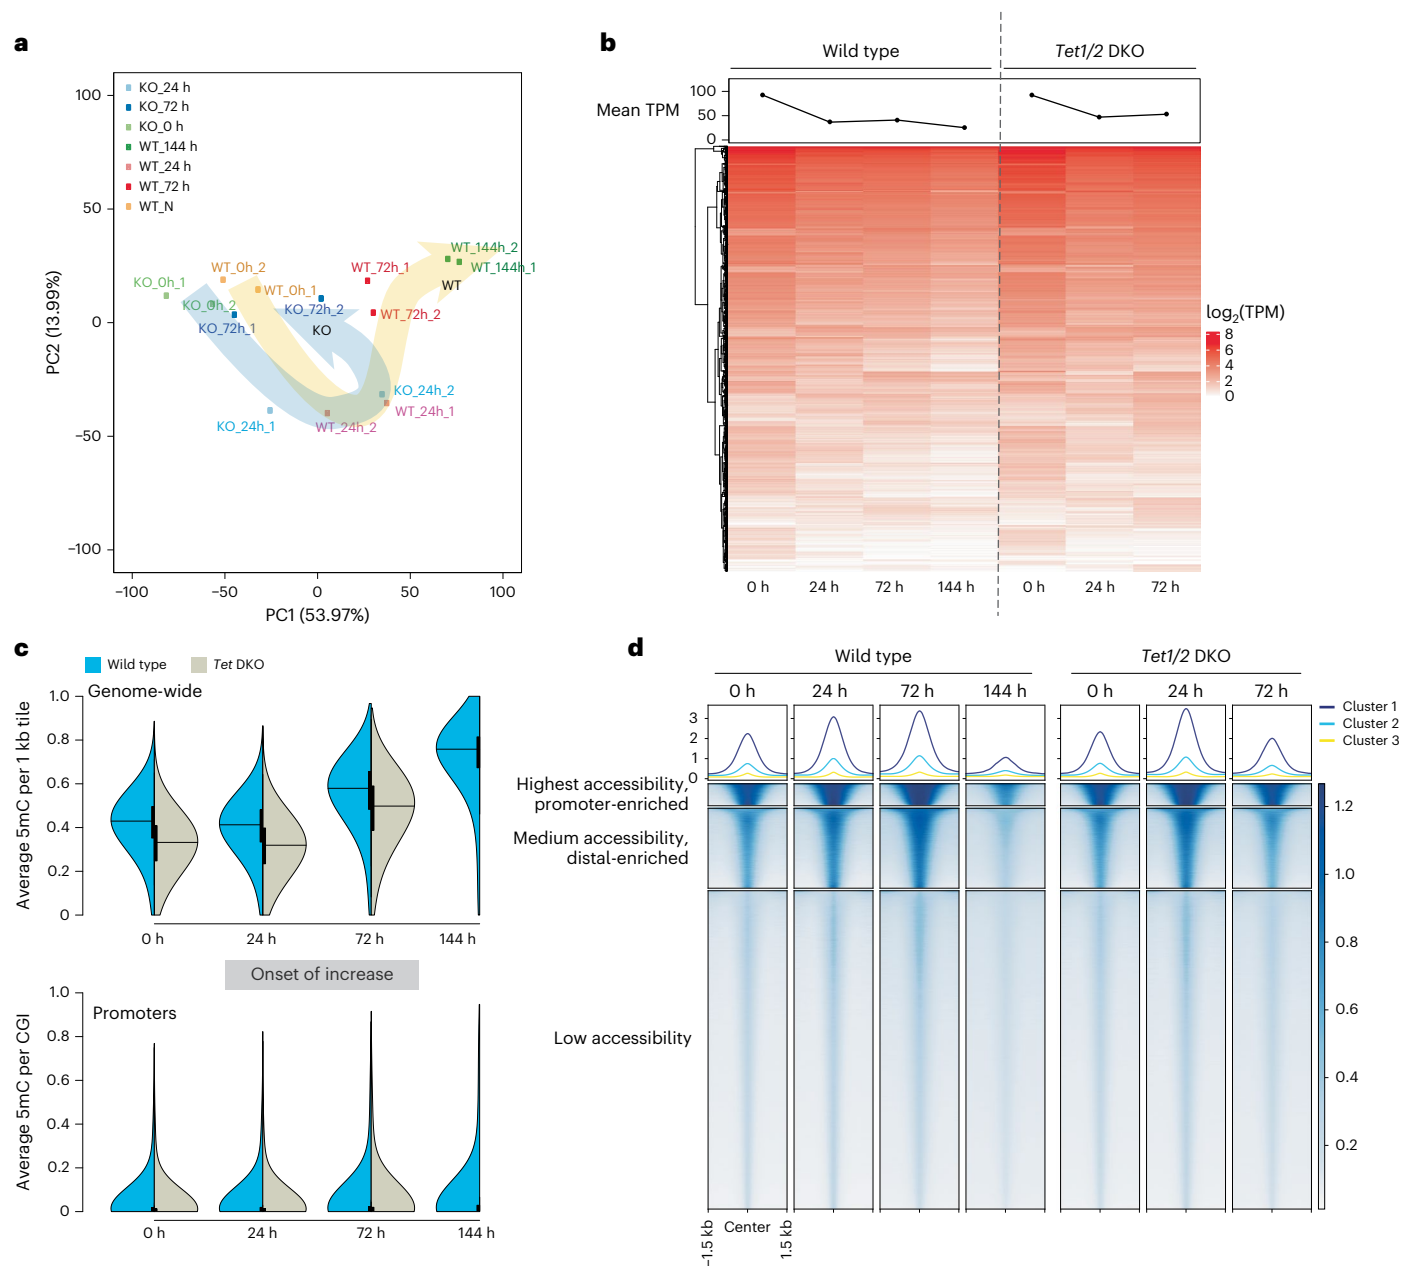 a
KO_24 h
KO_72 h
KO_0 h
WT_144 h
WT_24 h
WT_72 h
WT_N
100
50
0
−50
−100
PC2 (13.99%)
WT_144h_2
WT_144h_1
WT
WT_72h_1
WT_72h_2
WT_0h_2
WT_0h_1
KO_0h_1
KO_0h_2
KO_72h_1
KO_72h_2
KO
KO_24h_2
WT_24h_1
KO_24h_1
WT_24h_2
−100
−50
0
50
100
PC1 (53.97%)
b
Wild type
Tet1/2 DKO
Mean TPM
100
50
0
log2(TPM)
8
6
4
2
0
0 h
24 h
72 h
144 h
0 h
24 h
72 h
c
Wild type
Tet DKO
Genome-wide
Average 5mC per 1 kb tile
1.0
0.8
0.6
0.4
0.2
0
0 h
24 h
72 h
144 h
Onset of increase
Promoters
Average 5mC per CGI
1.0
0.8
0.6
0.4
0.2
0
0 h
24 h
72 h
144 h
d
Wild type
Tet1/2 DKO
0 h
24 h
72 h
144 h
0 h
24 h
72 h
Cluster 1
Cluster 2
Cluster 3
3
2
1
0
Highest accessibility,
promoter-enriched
Medium accessibility,
distal-enriched
Low accessibility
1.2
1.0
0.8
0.6
0.4
0.2
−1.5 kb
Center
1.5 kb